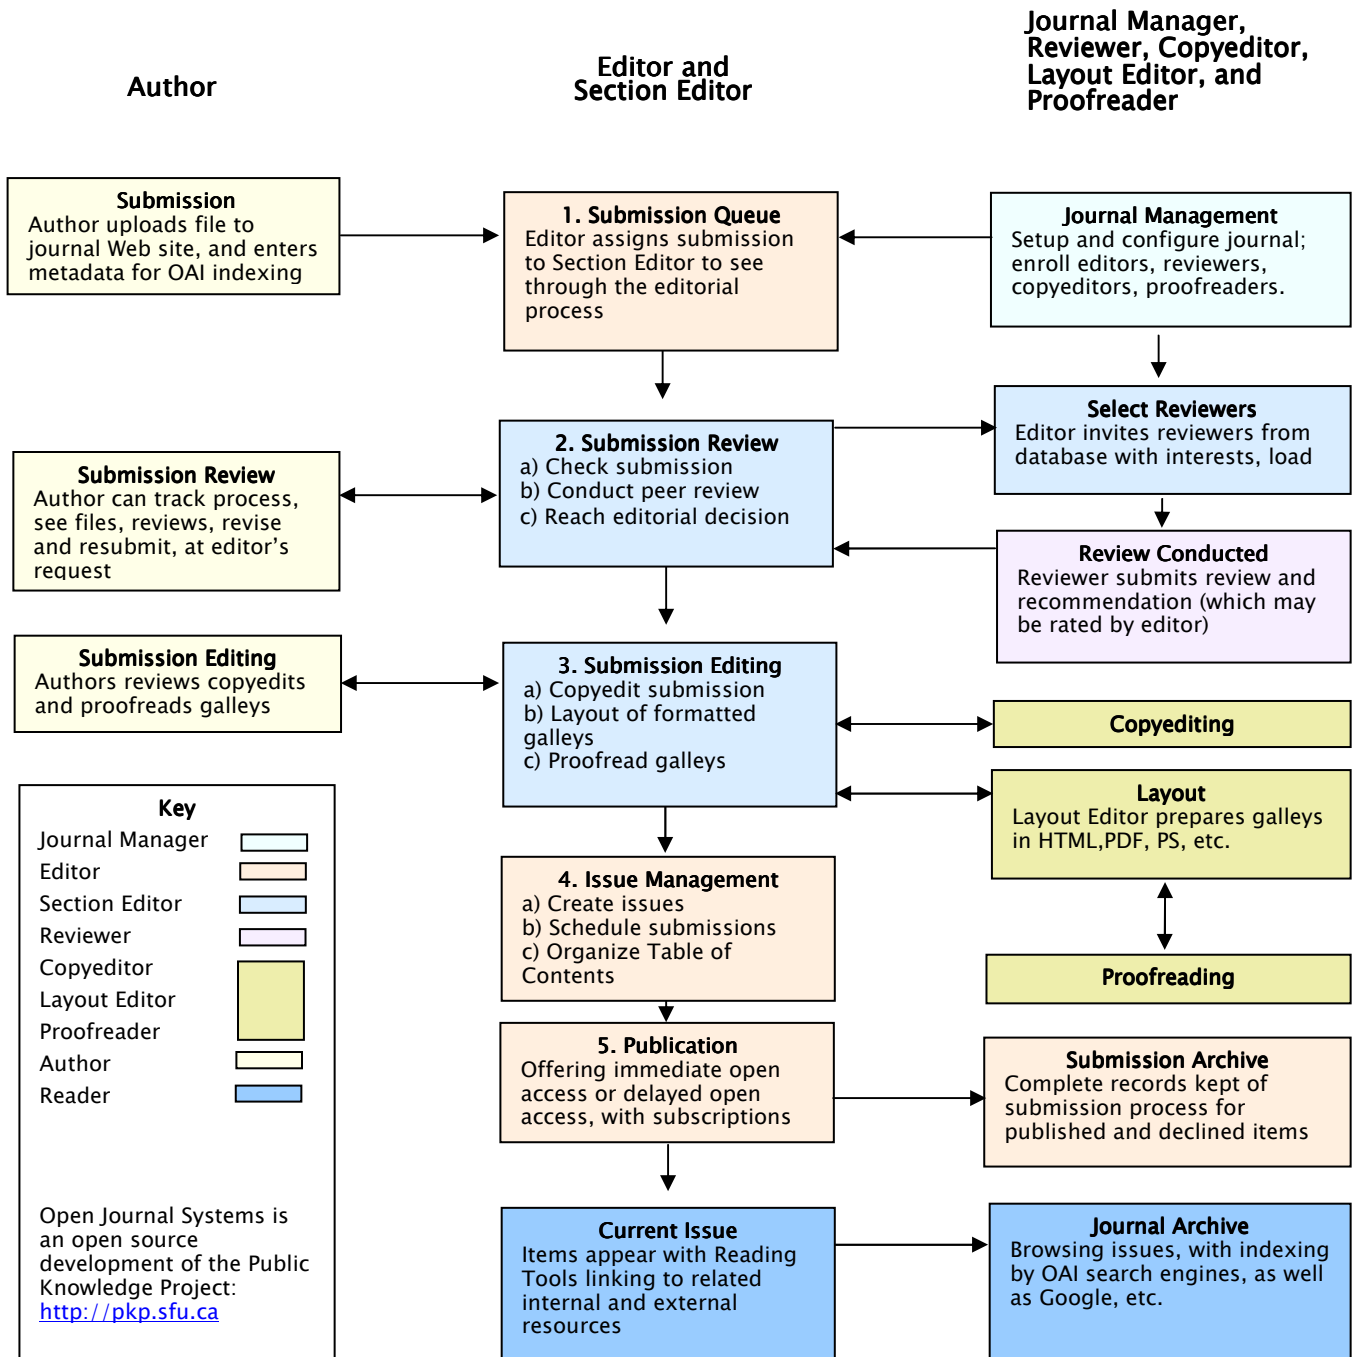 Author
Editor and
Section Editor
Journal Manager,
Reviewer, Copyeditor,
Layout Editor, and
Proofreader
Submission
Author uploads file to
journal Web site, and enters
metadata for OAI indexing
1. Submission Queue
Editor assigns submission
to Section Editor to see
through the editorial
process
Journal Management
Setup and configure journal;
enroll editors, reviewers,
copyeditors, proofreaders.
Submission Review
Author can track process,
see files, reviews, revise
and resubmit, at editor's
request
2. Submission Review
a) Check submission
b) Conduct peer review
c) Reach editorial decision
Select Reviewers
Editor invites reviewers from
database with interests, load
Review Conducted
Reviewer submits review and
recommendation (which may
be rated by editor)
Submission Editing
Authors reviews copyedits
and proofreads galleys
3. Submission Editing
a) Copyedit submission
b) Layout of formatted
galleys
c) Proofread galleys
Copyediting
Layout
Layout Editor prepares galleys
in HTML,PDF, PS, etc.
Proofreading
Key
Journal Manager
Editor
Section Editor
Reviewer
Copyeditor
Layout Editor
Proofreader
Author
Reader
Open Journal Systems is
an open source
development of the Public
Knowledge Project:
http://pkp.sfu.ca
4. Issue Management
a) Create issues
b) Schedule submissions
c) Organize Table of
Contents
5. Publication
Offering immediate open
access or delayed open
access, with subscriptions
Submission Archive
Complete records kept of
submission process for
published and declined items
Current Issue
Items appear with Reading
Tools linking to related
internal and external
resources
Journal Archive
Browsing issues, with indexing
by OAI search engines, as well
as Google, etc.